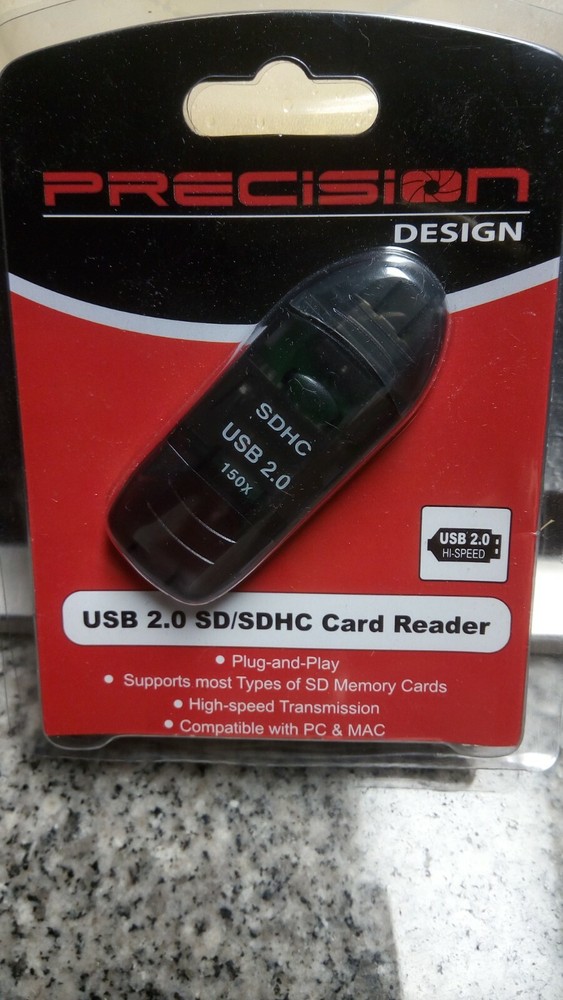 PRECISION
DESIGN
SDHC
USB 2.0
150X
USB 2.0
HI-SPEED
USB 2.0 SD/SDHC Card Reader
● Plug-and-Play
● Supports most Types of SD Memory Cards
● High-speed Transmission
● Compatible with PC & MAC